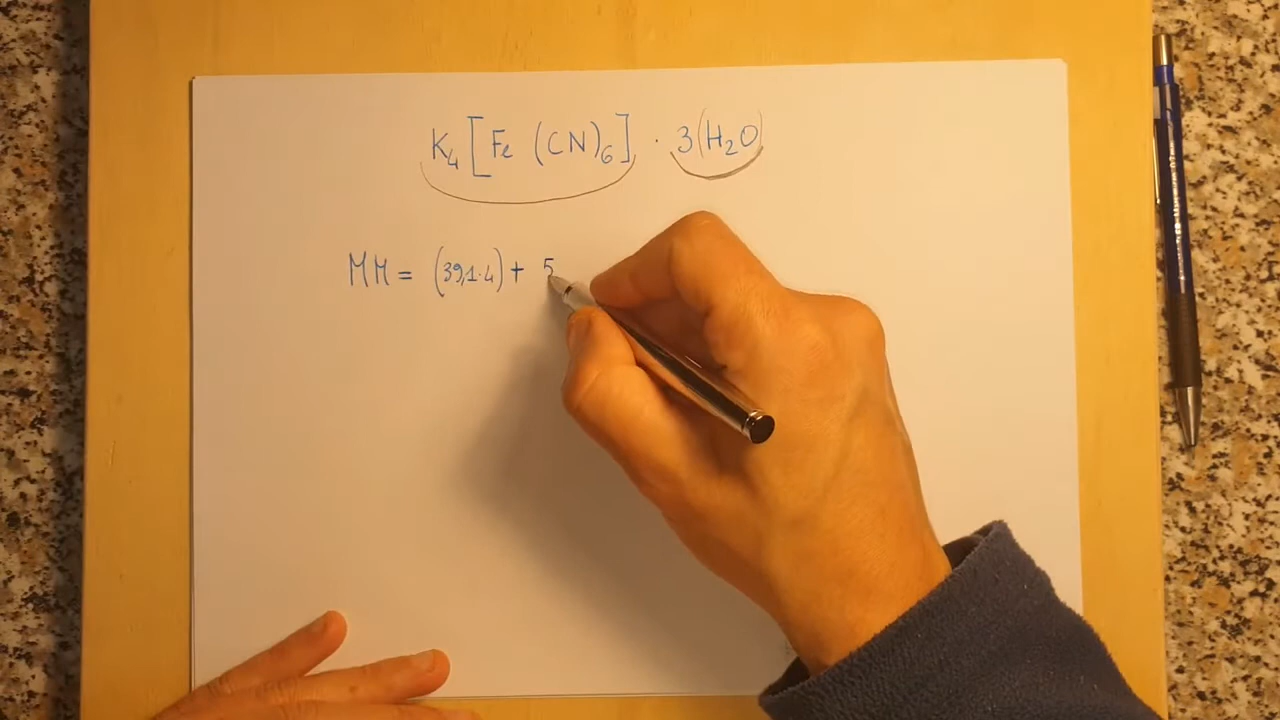 K₄[Fe (CN)₆] · 3(H₂O)
MM = (39,1·4) + 5